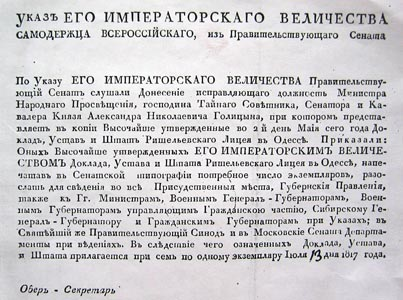 УКАЗЪ ЕГО ИМПЕРАТОРСКАГО ВЕЛИЧЕСТВА
САМОДЕРЖЦА ВСЕРОССІЙСКАГО, изъ Правительствующаго Сената
По Указу ЕГО ИМПЕРАТОРСКАГО ВЕЛИЧЕСТВА Правительству-
ющій Сенатъ слушали Донесеніе исправляющаго должность Министра
Народнаго Просвѣщенія, господина Тайнаго Совѣтника, Сенатора и Ка-
валера Князя Александра Николаевича Голицына, при которомъ предста-
вляетъ въ копіи Высочайше утвержденные во 2 й день Маія сего года До-
кладъ, Уставъ и Штатъ Ришельевскаго Лицея въ Одессѣ. Приказали:
Оныхъ Высочайше утвержденныхъ ЕГО ИМПЕРАТОРСКИМЪ ВЕЛИЧЕ-
СТВОМЪ Доклада, Устава и Штата Ришельевскаго Лицея въ Одессѣ, напе-
чатавъ въ Сенатской типографіи потребное число экземпляровъ, разо-
слать для свѣденія во всѣ Присудственныя мѣста, Губернскія Правленія,
также къ Гг. Министрамъ, Военнымъ Генералъ-Губернаторамъ, Воен-
нымъ Губернаторамъ управляющимъ Гражданскою частію, Сибирскому Ге-
нералъ-Губернатору и Гражданскимъ Губернаторамъ при Указахъ; въ
Святѣйшій же Правительствующій Синодъ и въ Московскіе Сената Департа-
менты при вѣденіяхъ. Въ слѣдствіе чего означенныхъ Доклада, Устава,
и Штата прилагается при семъ по одному экземпляру Іюля 13 дня 1817 года.
Оберъ-Секретарь